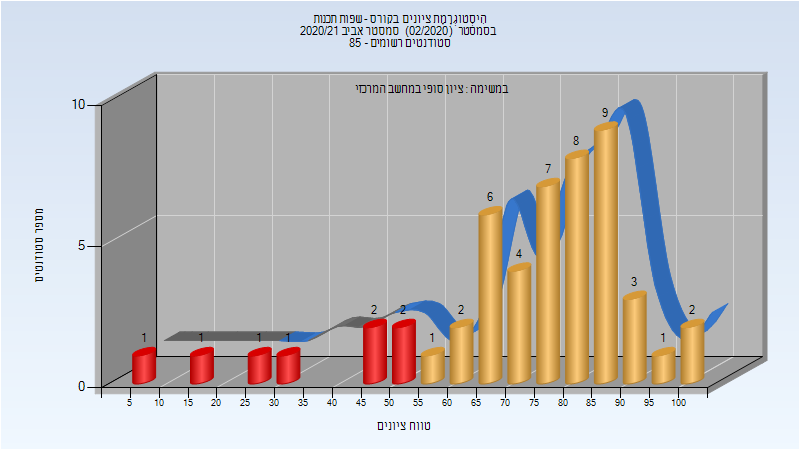 היסטוגרמת ציונים בקורס - שפות תכנות
בסמסטר (02/2020) סמסטר אביב 2020/21
סטודנטים רשומים - 85
במשימה : ציון סופי במחשב המרכזי
מספר סטודנטים
10
5
0
1 1 1 1 2 2 1 2 6 4 7 8 9 3 1 2
5 10 15 20 25 30 35 40 45 50 55 60 65 70 75 80 85 90 95 100
טווח ציונים